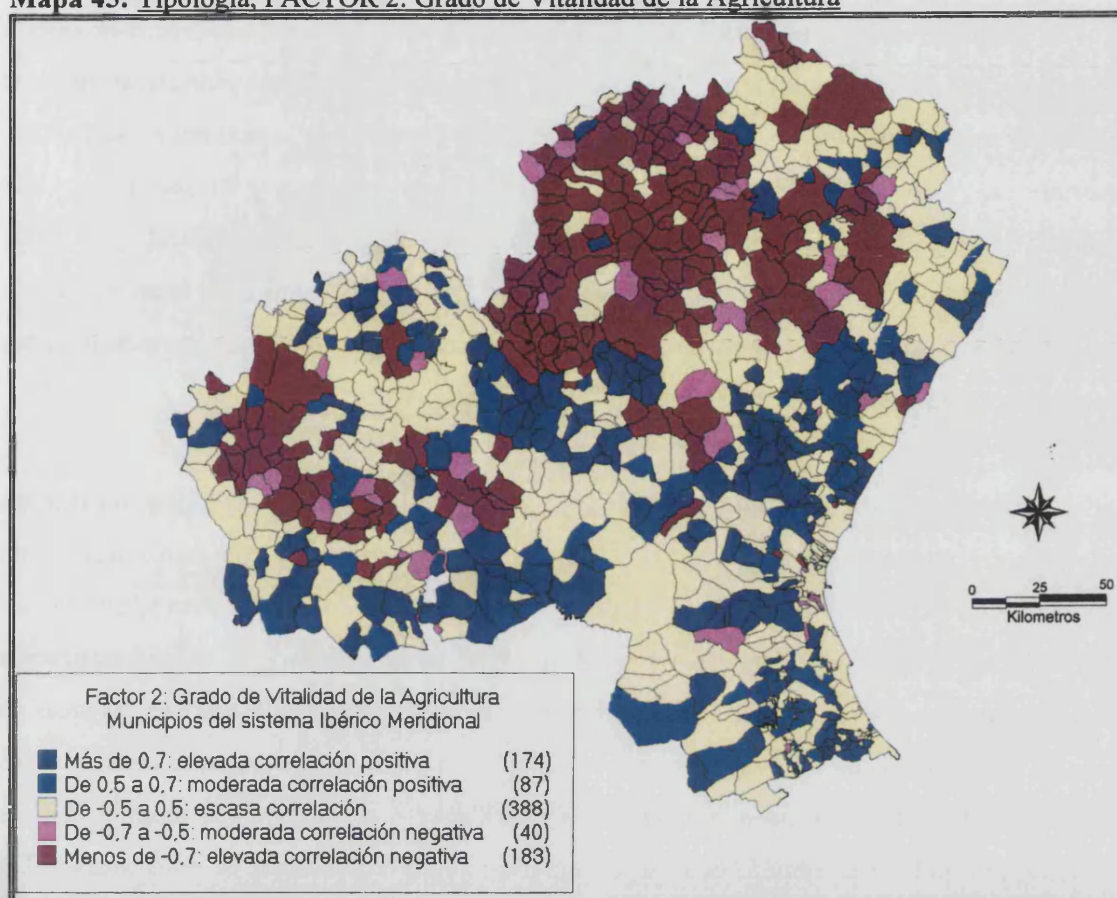 Mapa 43: Tipología, FACTOR 2: Grado de Vitalidad de la Agricultura
0 25 50
Kilometros
Factor 2: Grado de Vitalidad de la Agricultura
Municipios del sistema Ibérico Meridional
Más de 0,7: elevada correlación positiva (174)
De 0,5 a 0,7: moderada correlación positiva (87)
De -0,5 a 0,5: escasa correlación (388)
De -0,7 a -0,5: moderada correlación negativa (40)
Menos de -0,7: elevada correlación negativa (183)